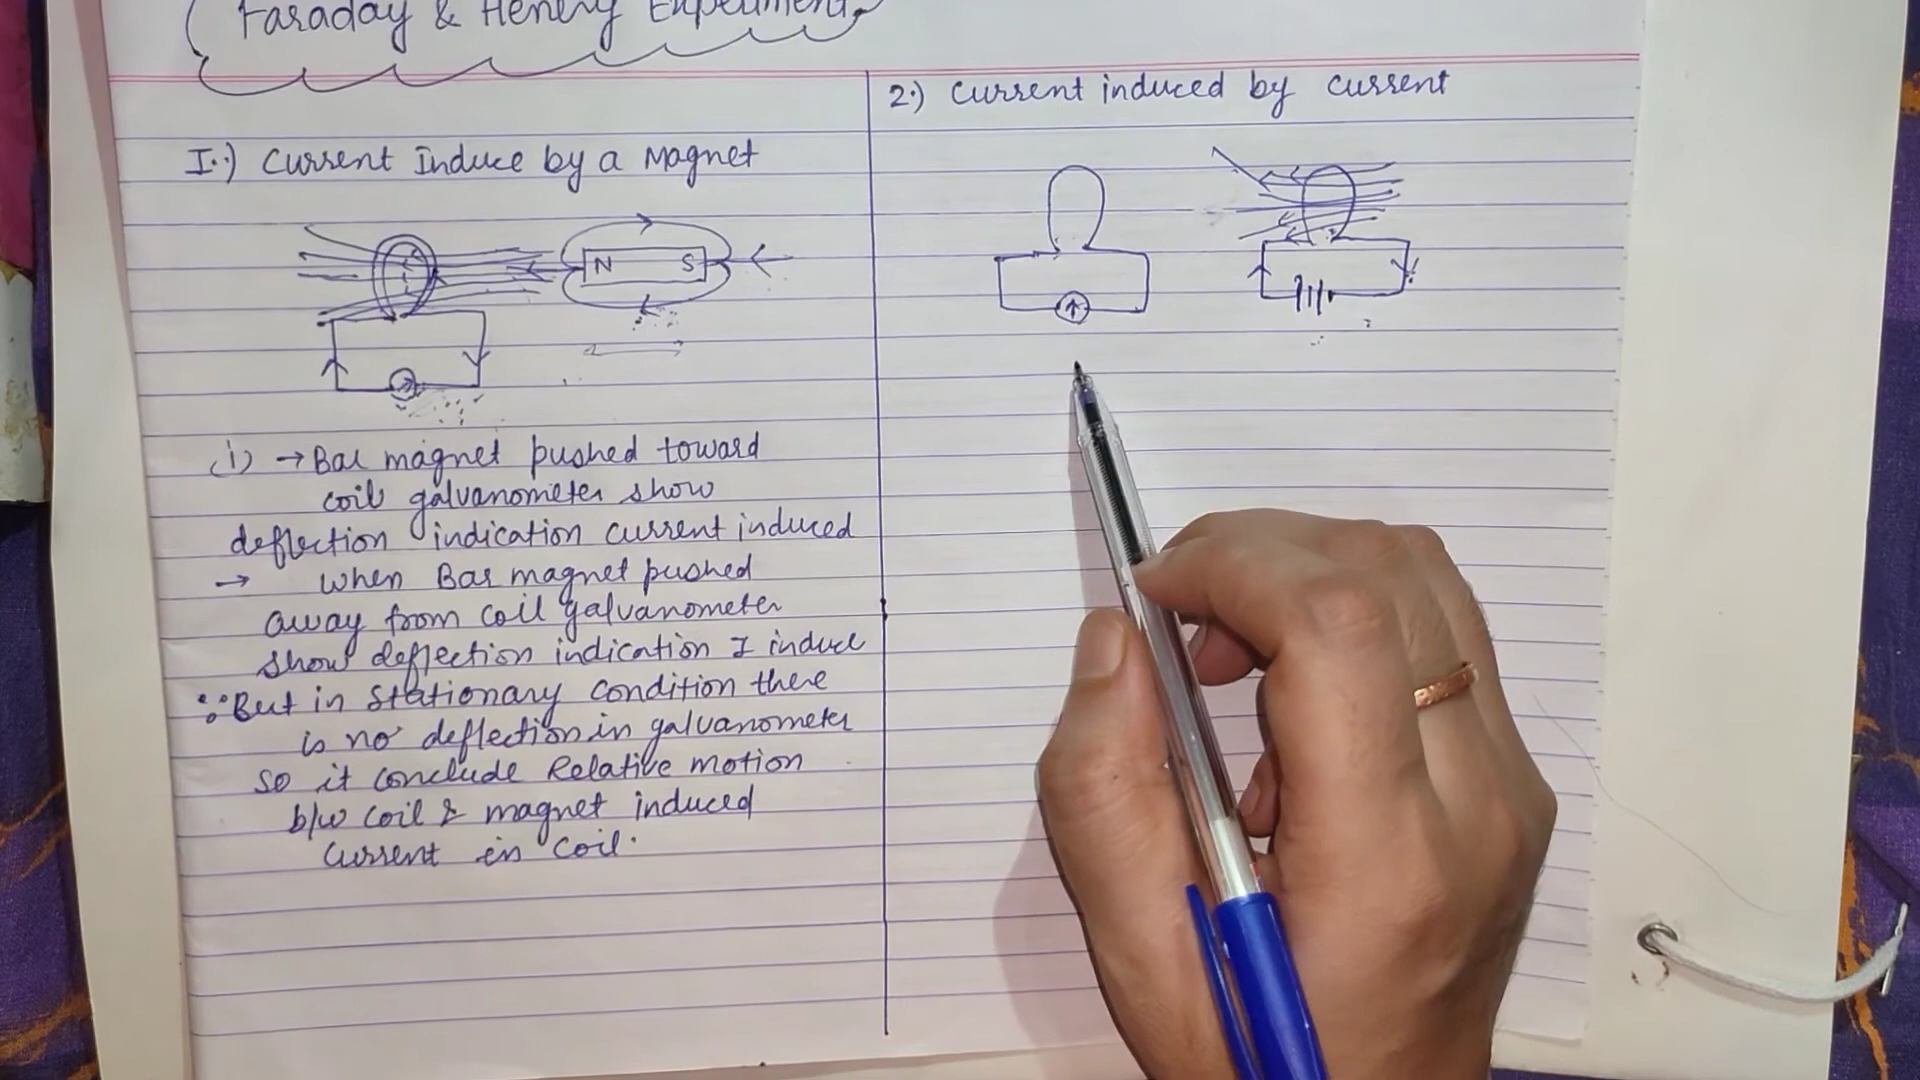 Faraday & Henery Experiment
I.) Current Induce by a Magnet
N S
(i) → Bar magnet pushed toward
coil galvanometer show
deflection indication current induced
→ when Bar magnet pushed
away from coil galvanometer
show deflection indication I induce
But in Stationary condition there
is no deflection in galvanometer
so it conclude Relative motion
b/w coil & magnet induced
current in coil.
2.) Current induced by current